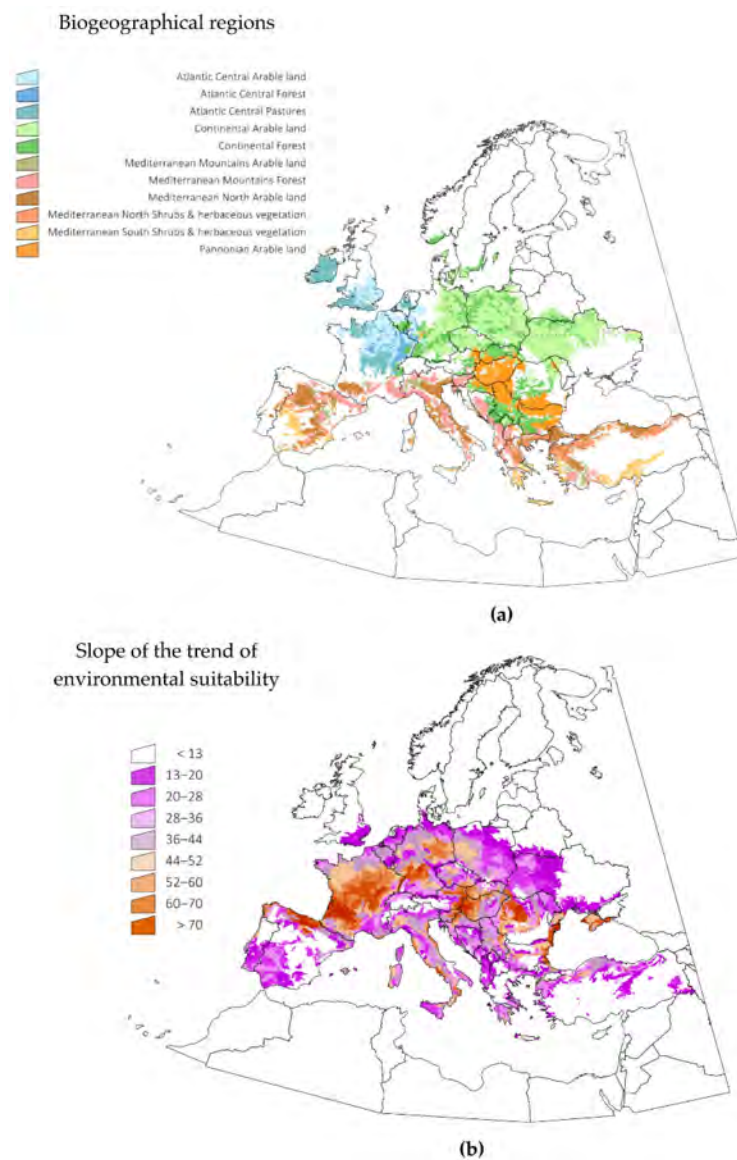 Biogeographical regions
Atlantic Central Arable land
Atlantic Central Forest
Atlantic Central Pastures
Continental Arable land
Continental Forest
Mediterranean Mountains Arable land
Mediterranean Mountains Forest
Mediterranean North Arable land
Mediterranean North Shrubs & herbaceous vegetation
Mediterranean South Shrubs & herbaceous vegetation
Pannonian Arable land
(a)
Slope of the trend of
environmental suitability
< 13
13–20
20–28
28–36
36–44
44–52
52–60
60–70
> 70
(b)